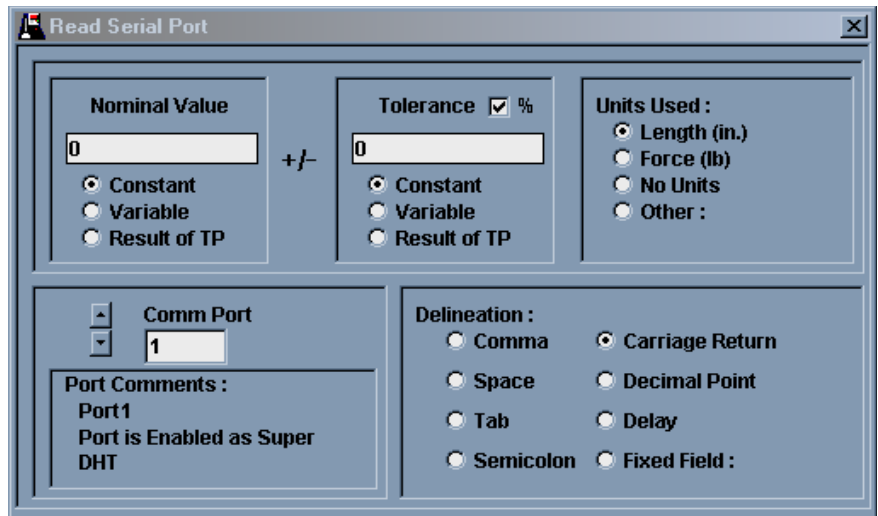 Read Serial Port
Nominal Value
0
Constant
Variable
Result of TP
+/-
Tolerance %
0
Constant
Variable
Result of TP
Units Used :
Length (in.)
Force (lb)
No Units
Other :
Comm Port
1
Port Comments :
Port1
Port is Enabled as Super
DHT
Delineation :
Comma
Space
Tab
Semicolon
Carriage Return
Decimal Point
Delay
Fixed Field :